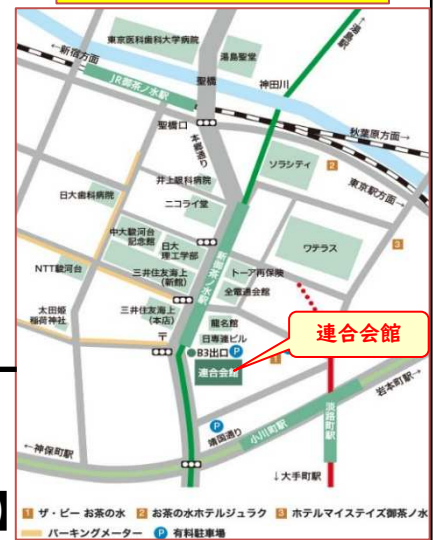 ←湯島駅
東京医科歯科大学病院
湯島聖堂
←新宿方面
聖橋
神田川
JR御茶ノ水駅
聖橋口
秋葉原方面→
本郷通り
ソラシティ
2
東京駅方面→
井上眼科病院
日大歯科病院
ニコライ堂
3
中大駿河台
記念館
日大
理工学部
ワテラス
新御茶ノ水駅
NTT駿河台
三井住友海上
(新館)
トーア再保険
全電通会館
太田姫
稲荷神社
三井住友海上
(本店)
龍名館
連合会館
〒
日専連ビル
B3出口
P
1
連合会館
淡路町駅
岩本町駅→
P
靖国通り
小川町駅
←神保町駅
↓大手町駅
1 ザ・ビー お茶の水 2 お茶の水ホテルジュラク 3 ホテルマイステイズ御茶ノ水
パーキングメーター P 有料駐車場